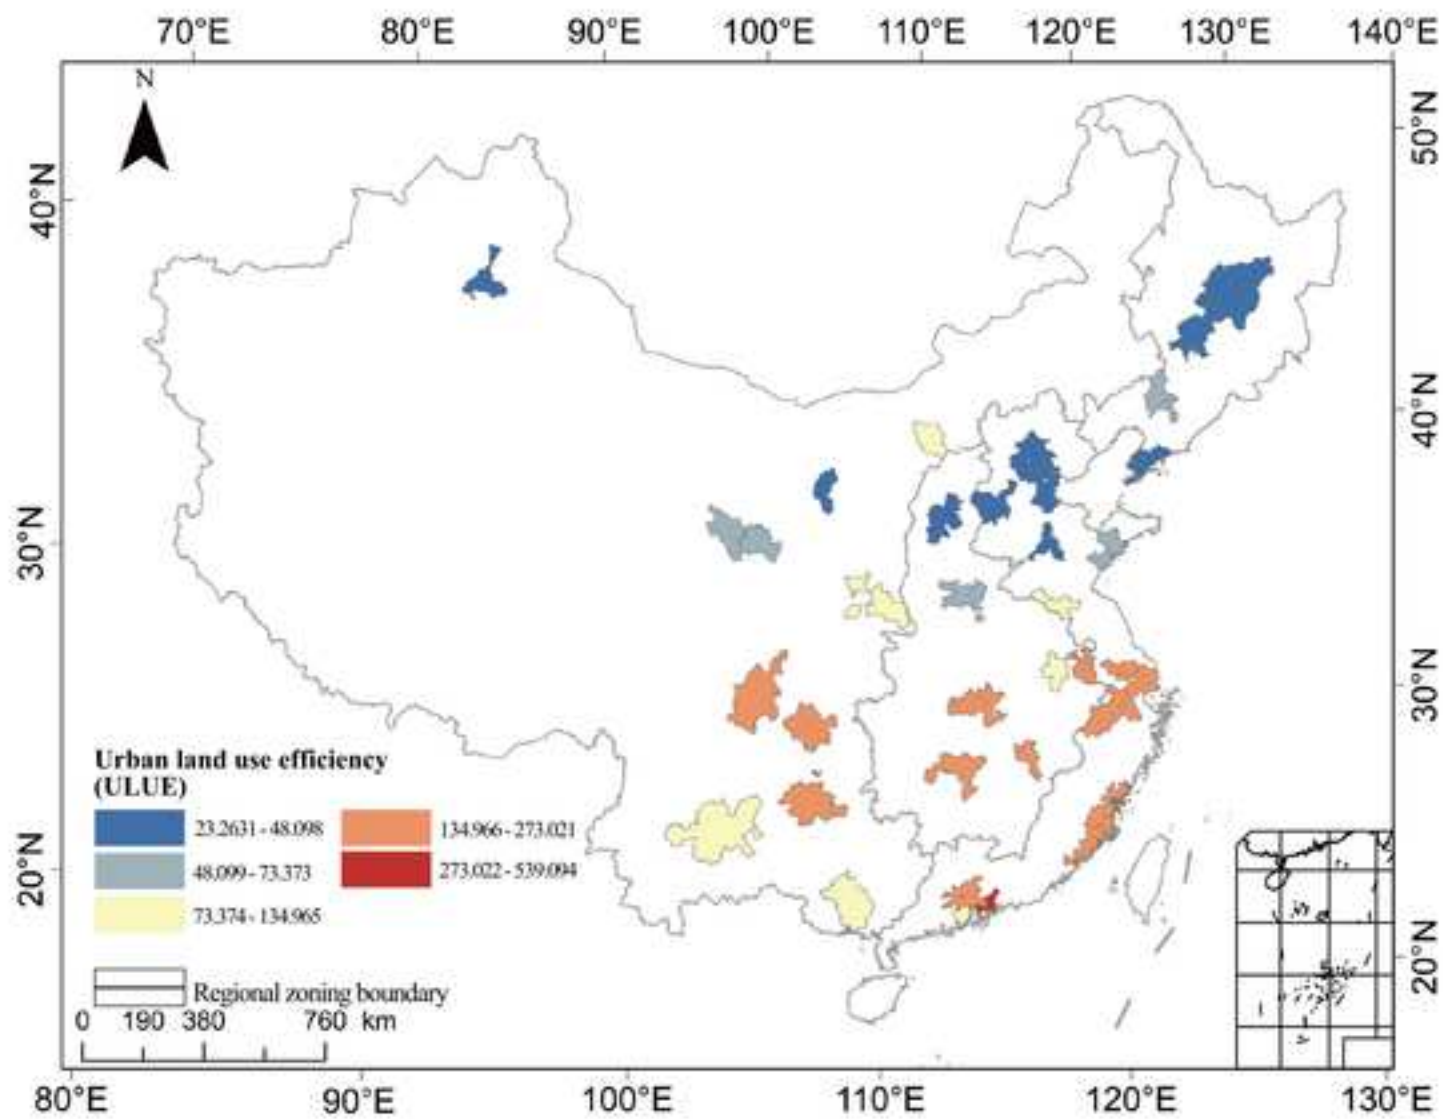 70°E 80°E 90°E 100°E 110°E 120°E 130°E 140°E
N
50°N
40°N
40°N
30°N
30°N
20°N
20°N
Urban land use efficiency
(ULUE)
23.2631 - 48.098
134.966 - 273.021
48.099 - 73.373
273.022 - 539.094
73.374 - 134.965
Regional zoning boundary
0 190 380 760 km
80°E 90°E 100°E 110°E 120°E 130°E